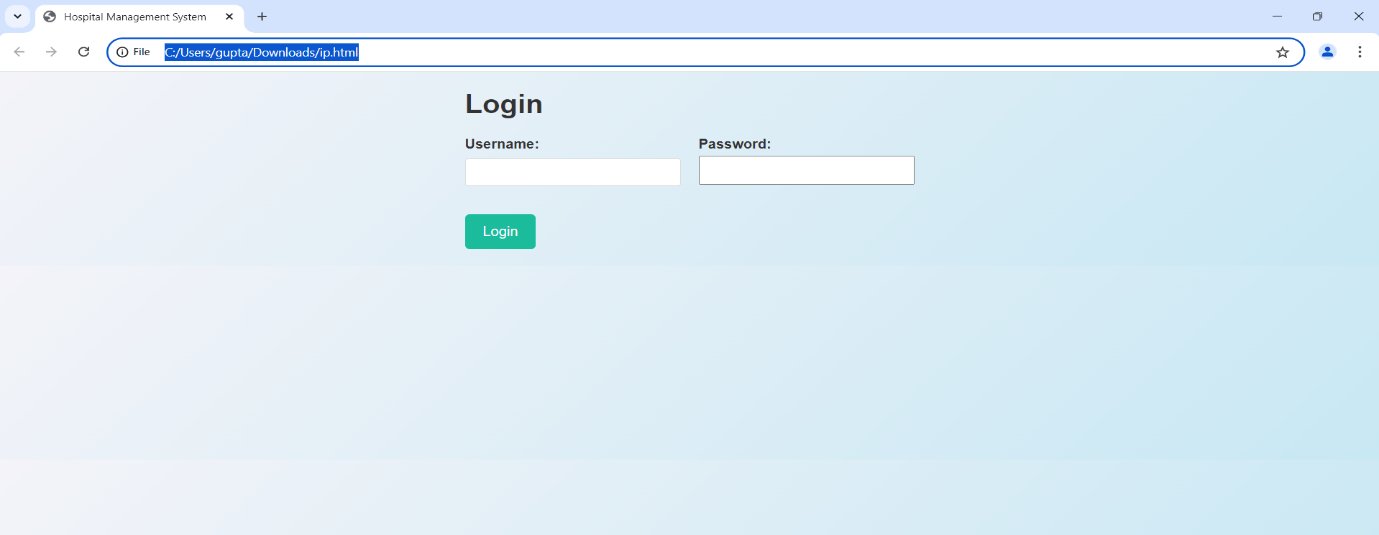 Hospital Management System
File C:/Users/gupta/Downloads/ip.html
Login
Username: Password:
Login